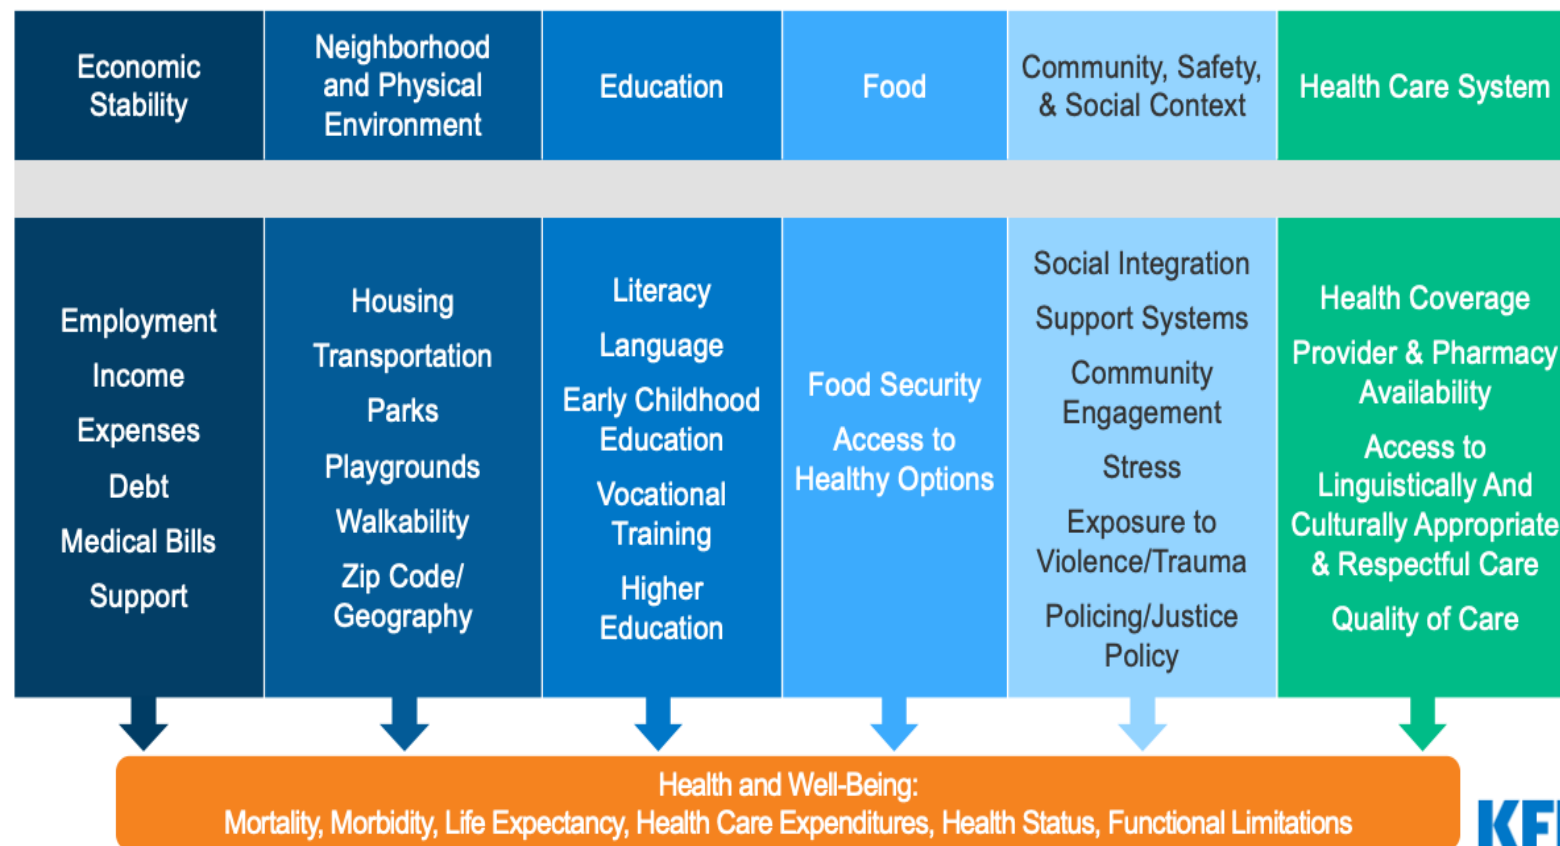 Economic
Stability
Neighborhood
and Physical
Environment
Education
Food
Community, Safety,
& Social Context
Health Care System
Employment
Income
Expenses
Debt
Medical Bills
Support
Housing
Transportation
Parks
Playgrounds
Walkability
Zip Code/
Geography
Literacy
Language
Early Childhood
Education
Vocational
Training
Higher
Education
Food Security
Access to
Healthy Options
Social Integration
Support Systems
Community
Engagement
Stress
Exposure to
Violence/Trauma
Policing/Justice
Policy
Health Coverage
Provider & Pharmacy
Availability
Access to
Linguistically And
Culturally Appropriate
& Respectful Care
Quality of Care
Health and Well-Being:
Mortality, Morbidity, Life Expectancy, Health Care Expenditures, Health Status, Functional Limitations